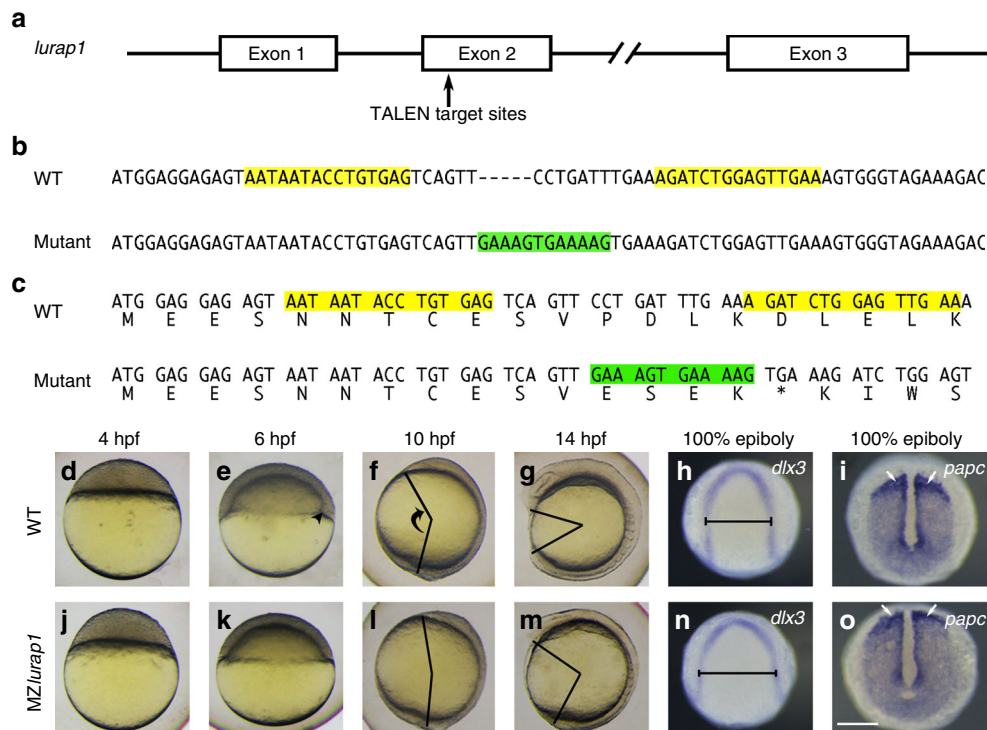 a
lurap1
Exon 1 Exon 2 Exon 3
TALEN target sites
b
WT ATGGAGGAGAGTAATAATACCTGTGAGTCAGTT-----CCTGATTTGAAAGATCTGGAGTTGAAAGTGGGTAGAAAGAC
Mutant ATGGAGGAGAGTAATAATACCTGTGAGTCAGTTGAAAGTGAAAAGTGAAAGATCTGGAGTTGAAAGTGGGTAGAAAGAC
c
WT ATG GAG GAG AGT AAT AAT ACC TGT GAG TCA GTT CCT GAT TTG AAA GAT CTG GAG TTG AAA
M E E S N N T C E S V P D L K D L E L K
Mutant ATG GAG GAG AGT AAT AAT ACC TGT GAG TCA GTT GAA AGT GAA AAG TGA AAG ATC TGG AGT
M E E S N N T C E S V E S E K * K I W S
4 hpf 6 hpf 10 hpf 14 hpf 100% epiboly 100% epiboly
WT
d e f g h dlx3 i papc
MZlurap1
j k l m n dlx3 o papc